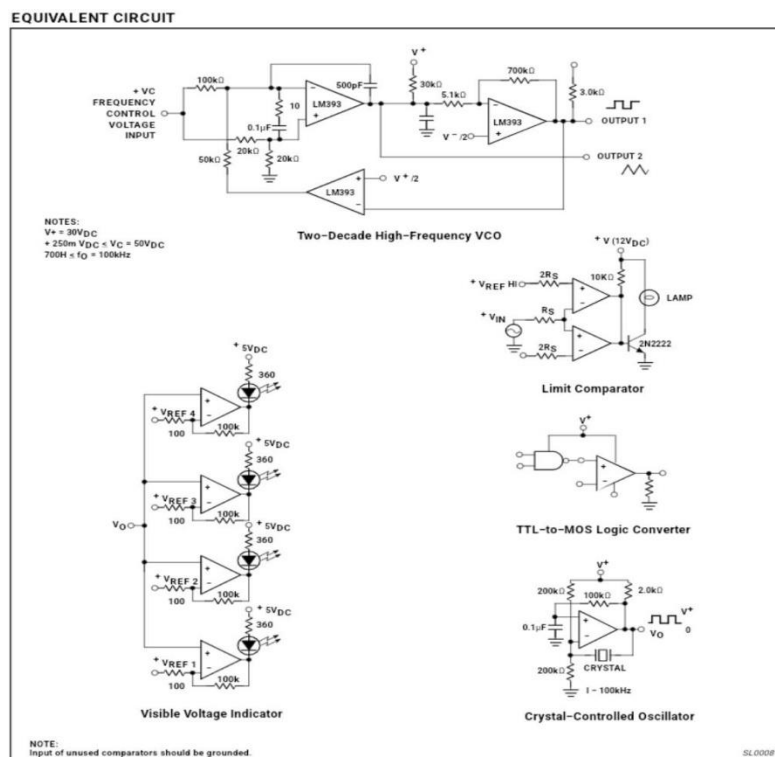 EQUIVALENT CIRCUIT
+ VC
FREQUENCY
CONTROL
VOLTAGE
INPUT
100kΩ
10
0.1µF
20kΩ
50kΩ
20kΩ
500pF
−
LM393
+
V+
30kΩ
5.1kΩ
700kΩ
−
LM393
+
V−/2
3.0kΩ
OUTPUT 1
OUTPUT 2
+
LM393
−
V+/2
NOTES:
V+ = 30VDC
+ 250m VDC ≤ VC = 50VDC
700H ≤ fO = 100kHz
Two−Decade High−Frequency VCO
+ V (12VDC)
+ VREF HI
2RS
+
−
10KΩ
LAMP
+ VIN
RS
+
−
2RS
2N2222
Limit Comparator
+ 5VDC
360
+
−
+ VREF 4
100
100k
+ 5VDC
360
+
−
+ VREF 3
100
100k
VO
+ 5VDC
360
+
−
+ VREF 2
100
100k
+ 5VDC
360
+
−
+ VREF 1
100
100k
Visible Voltage Indicator
V+
+
−
TTL−to−MOS Logic Converter
V+
200kΩ
100kΩ
2.0kΩ
0.1µF
+
−
VO
V+
0
CRYSTAL
200kΩ
I − 100kHz
Crystal−Controlled Oscillator
NOTE:
Input of unused comparators should be grounded.
SL0008